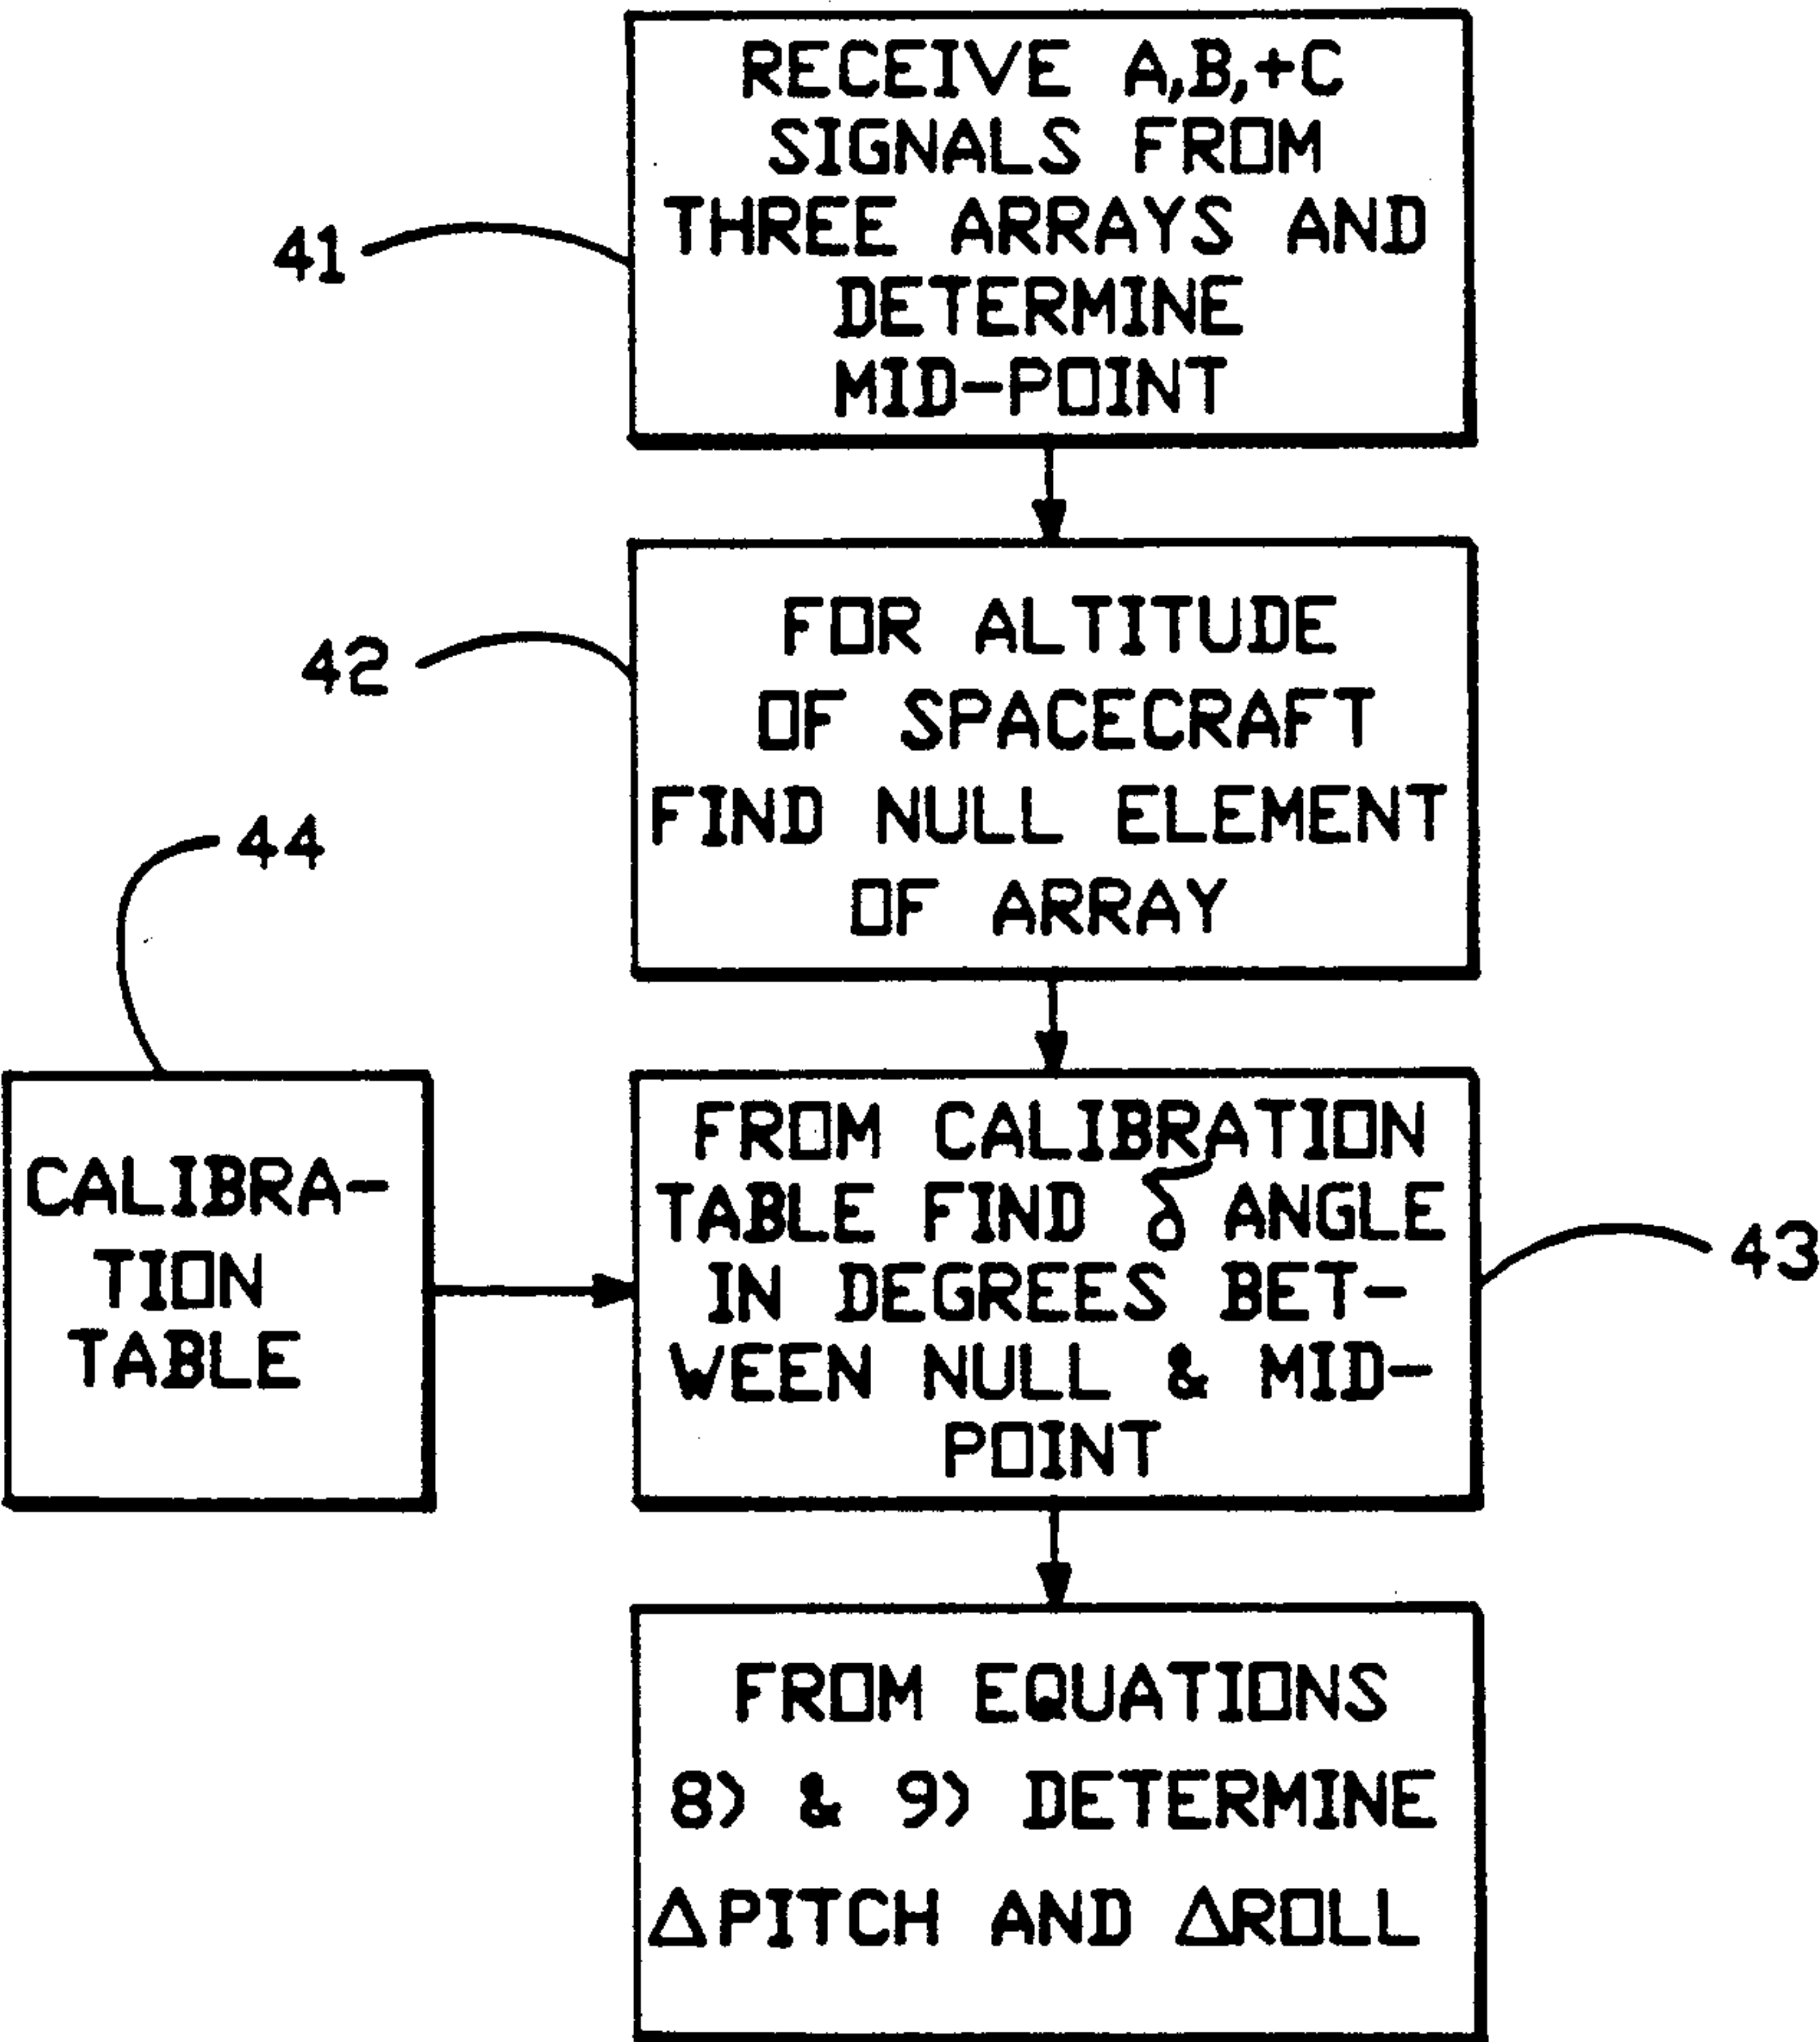 RECEIVE A,B,+C
SIGNALS FROM
THREE ARRAYS AND
DETERMINE
MID-POINT
41
FOR ALTITUDE
OF SPACECRAFT
FIND NULL ELEMENT
OF ARRAY
42
44
CALIBRA-
TION
TABLE
FROM CALIBRATION
TABLE FIND δ ANGLE
IN DEGREES BET-
WEEN NULL & MID-
POINT
43
FROM EQUATIONS
8) & 9) DETERMINE
ΔPITCH AND ΔROLL